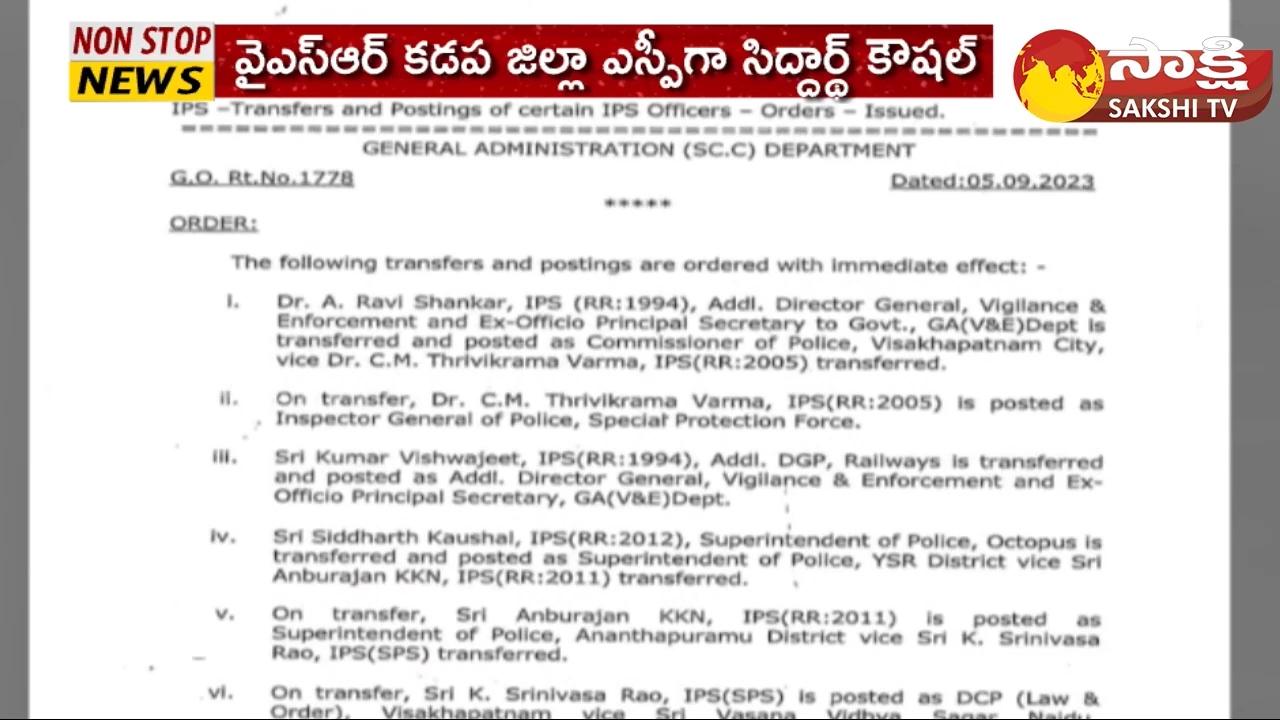 NON STOP
NEWS
వైఎస్ఆర్ కడప జిల్లా ఎస్పీగా సిద్ధార్థ్ కౌషల్
సాక్షి
SAKSHI TV
IPS –Transfers and Postings of certain IPS Officers – Orders – Issued.
GENERAL ADMINISTRATION (SC.C) DEPARTMENT
G.O. Rt.No.1778 Dated:05.09.2023
*****
ORDER:
The following transfers and postings are ordered with immediate effect: -
i. Dr. A. Ravi Shankar, IPS (RR:1994), Addl. Director General, Vigilance &
Enforcement and Ex-Officio Principal Secretary to Govt., GA(V&E)Dept is
transferred and posted as Commissioner of Police, Visakhapatnam City,
vice Dr. C.M. Thrivikrama Varma, IPS(RR:2005) transferred.
ii. On transfer, Dr. C.M. Thrivikrama Varma, IPS(RR:2005) is posted as
Inspector General of Police, Special Protection Force.
iii. Sri Kumar Vishwajeet, IPS(RR:1994), Addl. DGP, Railways is transferred
and posted as Addl. Director General, Vigilance & Enforcement and Ex-
Officio Principal Secretary, GA(V&E)Dept.
iv. Sri Siddharth Kaushal, IPS(RR:2012), Superintendent of Police, Octopus is
transferred and posted as Superintendent of Police, YSR District vice Sri
Anburajan KKN, IPS(RR:2011) transferred.
v. On transfer, Sri Anburajan KKN, IPS(RR:2011) is posted as
Superintendent of Police, Ananthapuramu District vice Sri K. Srinivasa
Rao, IPS(SPS) transferred.
vi. On transfer, Sri K. Srinivasa Rao, IPS(SPS) is posted as DCP (Law &
Order), Visakhapatnam vice Sri Vasana Vidhya Sagar Naidu,